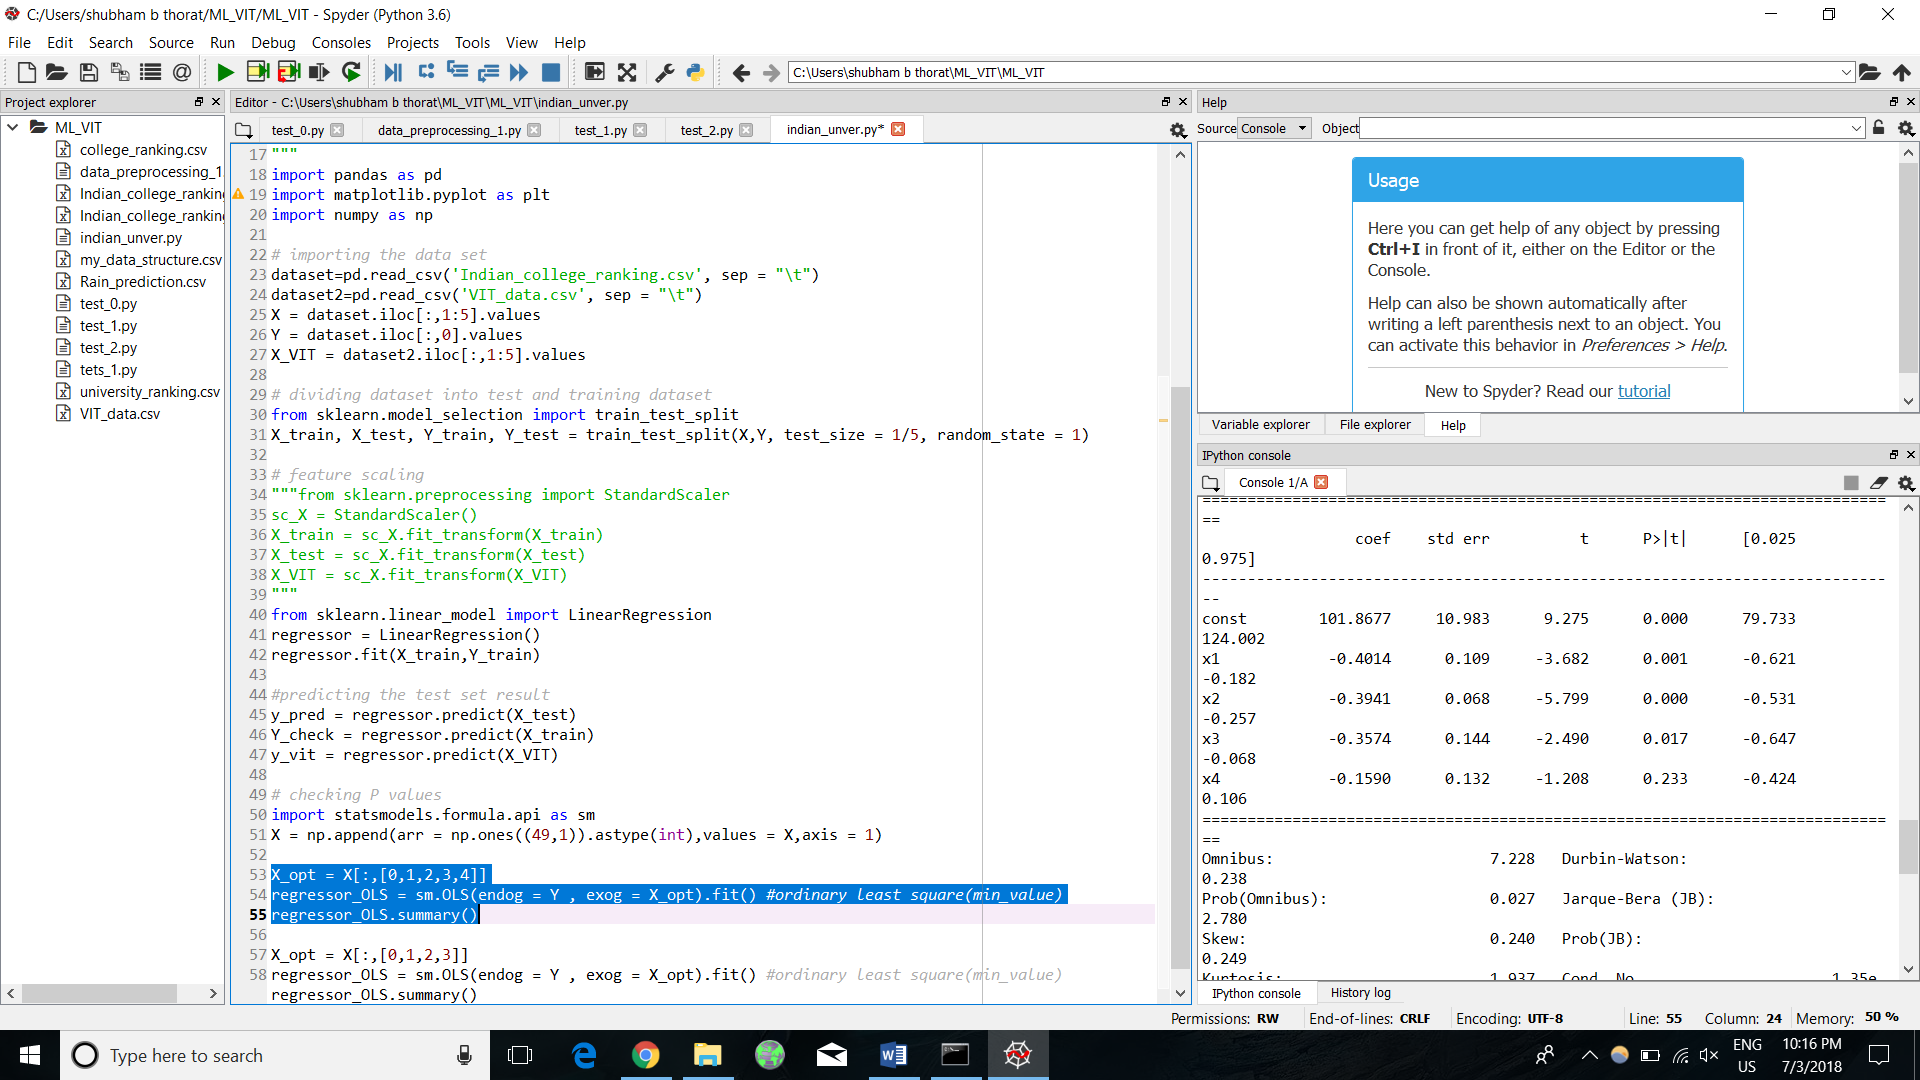 C:/Users/shubham b thorat/ML_VIT/ML_VIT - Spyder (Python 3.6)
File Edit Search Source Run Debug Consoles Projects Tools View Help
C:\Users\shubham b thorat\ML_VIT\ML_VIT
Project explorer
ML_VIT
college_ranking.csv
data_preprocessing_1
Indian_college_rankin
Indian_college_rankin
indian_unver.py
my_data_structure.csv
Rain_prediction.csv
test_0.py
test_1.py
test_2.py
tets_1.py
university_ranking.csv
VIT_data.csv
Editor - C:\Users\shubham b thorat\ML_VIT\ML_VIT\indian_unver.py
test_0.py data_preprocessing_1.py test_1.py test_2.py indian_unver.py*
17 """
18 import pandas as pd
19 import matplotlib.pyplot as plt
20 import numpy as np
21
22 # importing the data set
23 dataset=pd.read_csv('Indian_college_ranking.csv', sep = "\t")
24 dataset2=pd.read_csv('VIT_data.csv', sep = "\t")
25 X = dataset.iloc[:,1:5].values
26 Y = dataset.iloc[:,0].values
27 X_VIT = dataset2.iloc[:,1:5].values
28
29 # dividing dataset into test and training dataset
30 from sklearn.model_selection import train_test_split
31 X_train, X_test, Y_train, Y_test = train_test_split(X,Y, test_size = 1/5, random_state = 1)
32
33 # feature scaling
34 """from sklearn.preprocessing import StandardScaler
35 sc_X = StandardScaler()
36 X_train = sc_X.fit_transform(X_train)
37 X_test = sc_X.fit_transform(X_test)
38 X_VIT = sc_X.fit_transform(X_VIT)
39 """
40 from sklearn.linear_model import LinearRegression
41 regressor = LinearRegression()
42 regressor.fit(X_train,Y_train)
43
44 #predicting the test set result
45 y_pred = regressor.predict(X_test)
46 Y_check = regressor.predict(X_train)
47 y_vit = regressor.predict(X_VIT)
48
49 # checking P values
50 import statsmodels.formula.api as sm
51 X = np.append(arr = np.ones((49,1)).astype(int),values = X,axis = 1)
52
53 X_opt = X[:,[0,1,2,3,4]]
54 regressor_OLS = sm.OLS(endog = Y , exog = X_opt).fit() #ordinary least square(min_value)
55 regressor_OLS.summary()
56
57 X_opt = X[:,[0,1,2,3]]
58 regressor_OLS = sm.OLS(endog = Y , exog = X_opt).fit() #ordinary least square(min_value)
regressor_OLS.summary()
Help
Source Console Object
Usage
Here you can get help of any object by pressing
Ctrl+I in front of it, either on the Editor or the
Console.
Help can also be shown automatically after
writing a left parenthesis next to an object. You
can activate this behavior in Preferences > Help.
New to Spyder? Read our tutorial
Variable explorer File explorer Help
IPython console
Console 1/A
============================================================================
==
coef std err t P>|t| [0.025
0.975]
----------------------------------------------------------------------------
--
const 101.8677 10.983 9.275 0.000 79.733
124.002
x1 -0.4014 0.109 -3.682 0.001 -0.621
-0.182
x2 -0.3941 0.068 -5.799 0.000 -0.531
-0.257
x3 -0.3574 0.144 -2.490 0.017 -0.647
-0.068
x4 -0.1590 0.132 -1.208 0.233 -0.424
0.106
============================================================================
==
Omnibus: 7.228 Durbin-Watson:
0.238
Prob(Omnibus): 0.027 Jarque-Bera (JB):
2.780
Skew: 0.240 Prob(JB):
0.249
Kurtosis: 1.937 Cond. No. 1.35e
IPython console History log
Permissions: RW End-of-lines: CRLF Encoding: UTF-8 Line: 55 Column: 24 Memory: 50 %
Type here to search
ENG
US
10:16 PM
7/3/2018